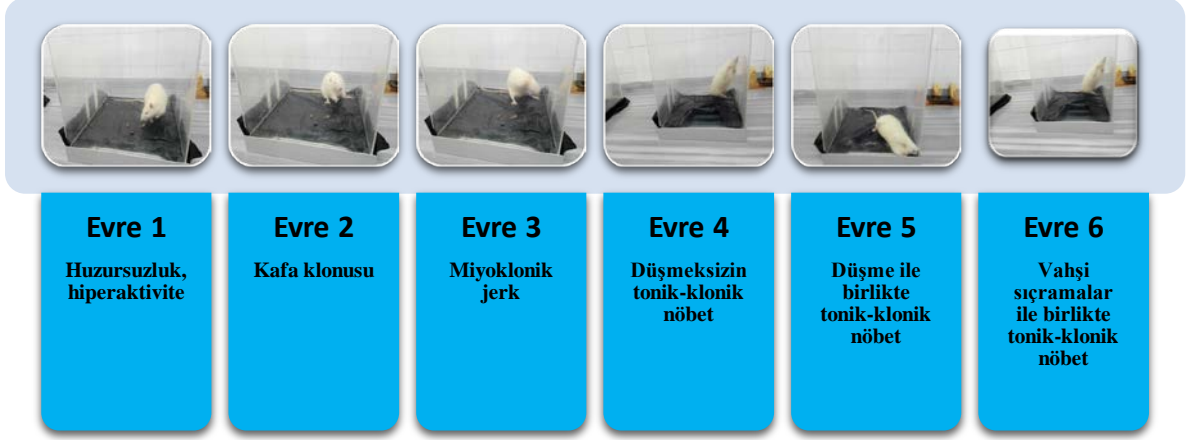 Evre 1
Huzursuzluk,
hiperaktivite
Evre 2
Kafa klonusu
Evre 3
Miyoklonik
jerk
Evre 4
Düşmeksizin
tonik-klonik
nöbet
Evre 5
Düşme ile
birlikte
tonik-klonik
nöbet
Evre 6
Vahşi
sıçramalar
ile birlikte
tonik-klonik
nöbet